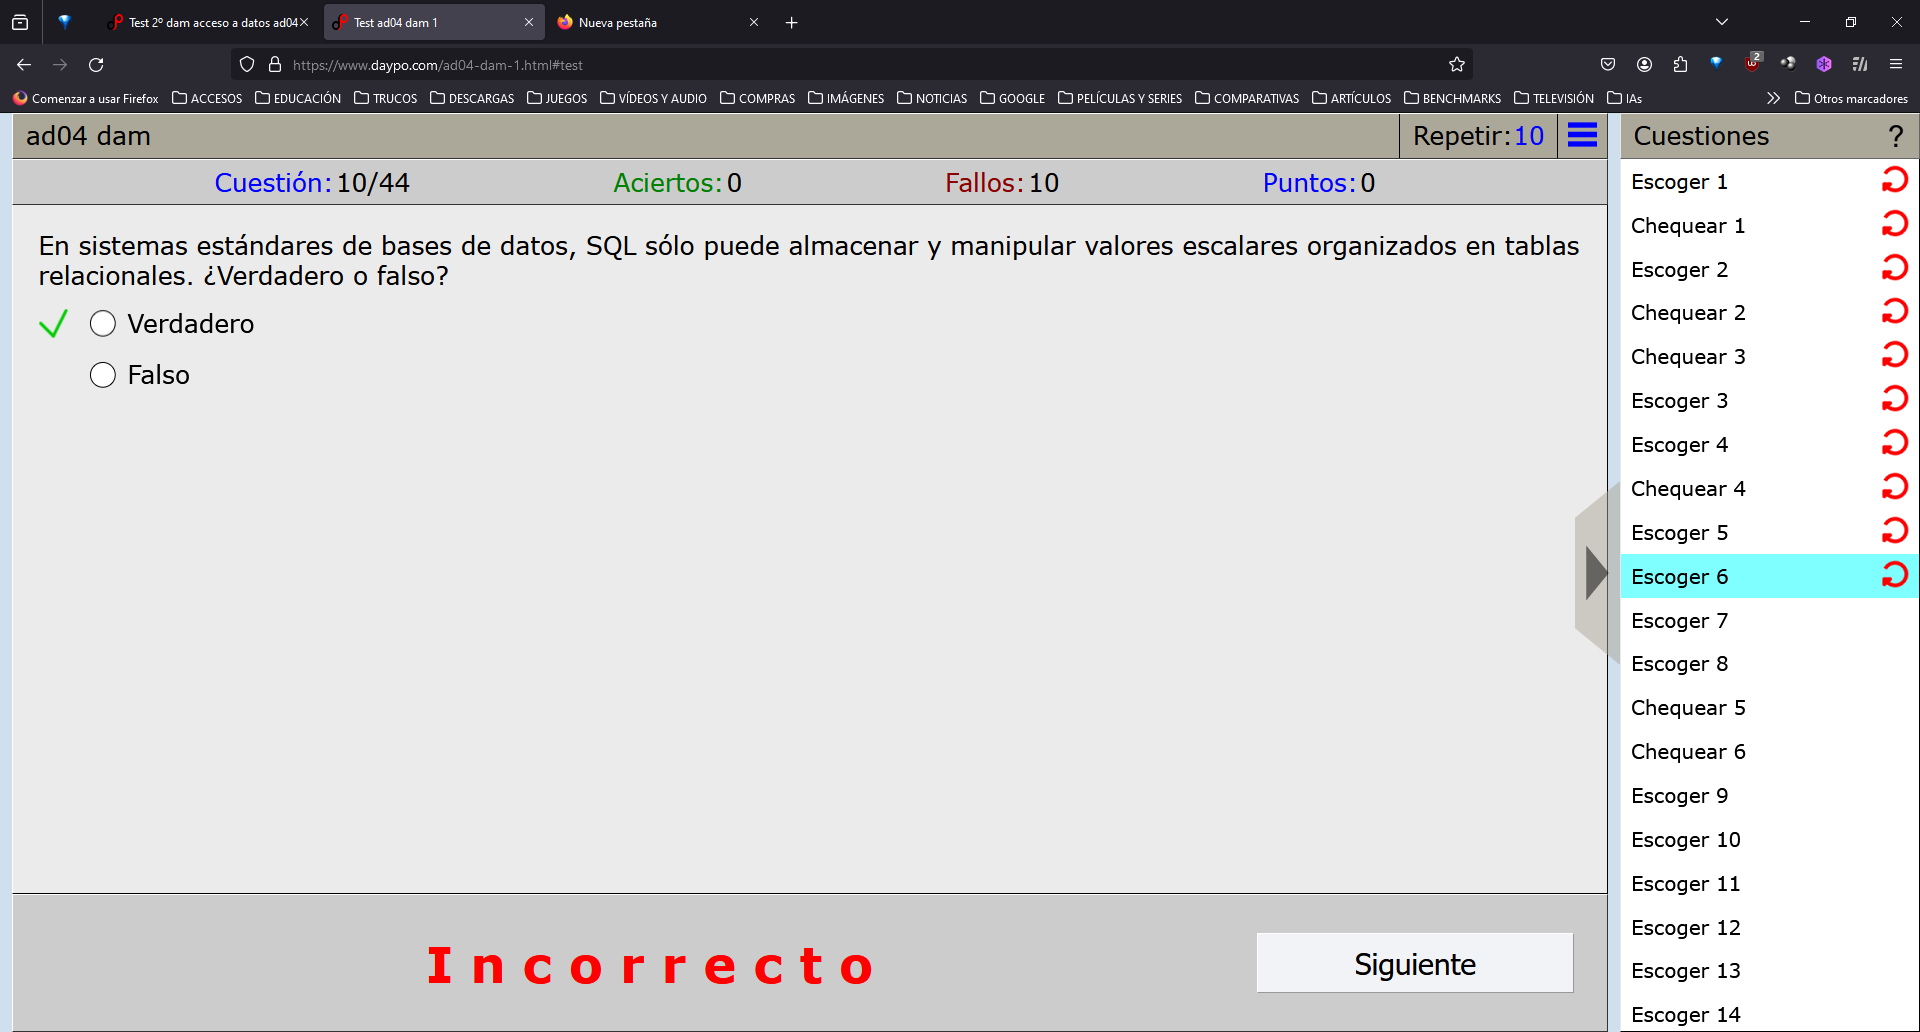 Test 2º dam acceso a datos ad04
Test ad04 dam 1
Nueva pestaña
https://www.daypo.com/ad04-dam-1.html#test
2
Comenzar a usar Firefox
ACCESOS
EDUCACIÓN
TRUCOS
DESCARGAS
JUEGOS
VÍDEOS Y AUDIO
COMPRAS
IMÁGENES
NOTICIAS
GOOGLE
PELÍCULAS Y SERIES
COMPARATIVAS
ARTÍCULOS
BENCHMARKS
TELEVISIÓN
IAs
Otros marcadores
ad04 dam
Repetir:10
Cuestión:10/44
Aciertos:0
Fallos:10
Puntos:0
En sistemas estándares de bases de datos, SQL sólo puede almacenar y manipular valores escalares organizados en tablas
relacionales. ¿Verdadero o falso?
Verdadero
Falso
Incorrecto
Siguiente
Cuestiones ?
Escoger 1
Chequear 1
Escoger 2
Chequear 2
Chequear 3
Escoger 3
Escoger 4
Chequear 4
Escoger 5
Escoger 6
Escoger 7
Escoger 8
Chequear 5
Chequear 6
Escoger 9
Escoger 10
Escoger 11
Escoger 12
Escoger 13
Escoger 14